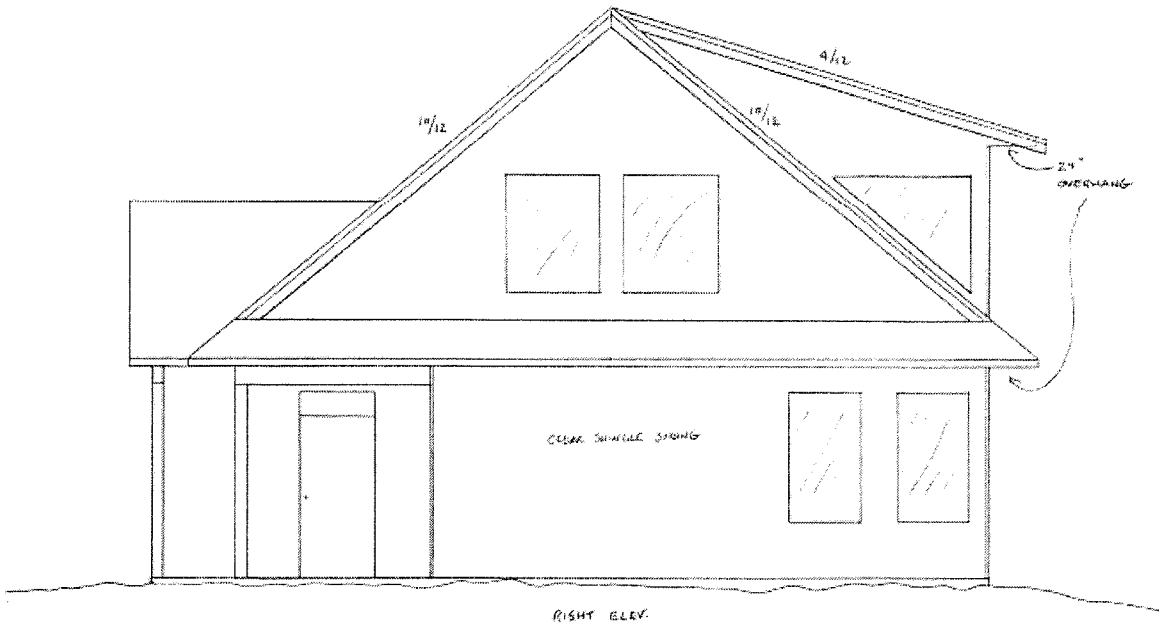 4/12
10/12
10/12
24"
OVERHANG
CEDAR SHINGLE SIDING
RIGHT ELEV.